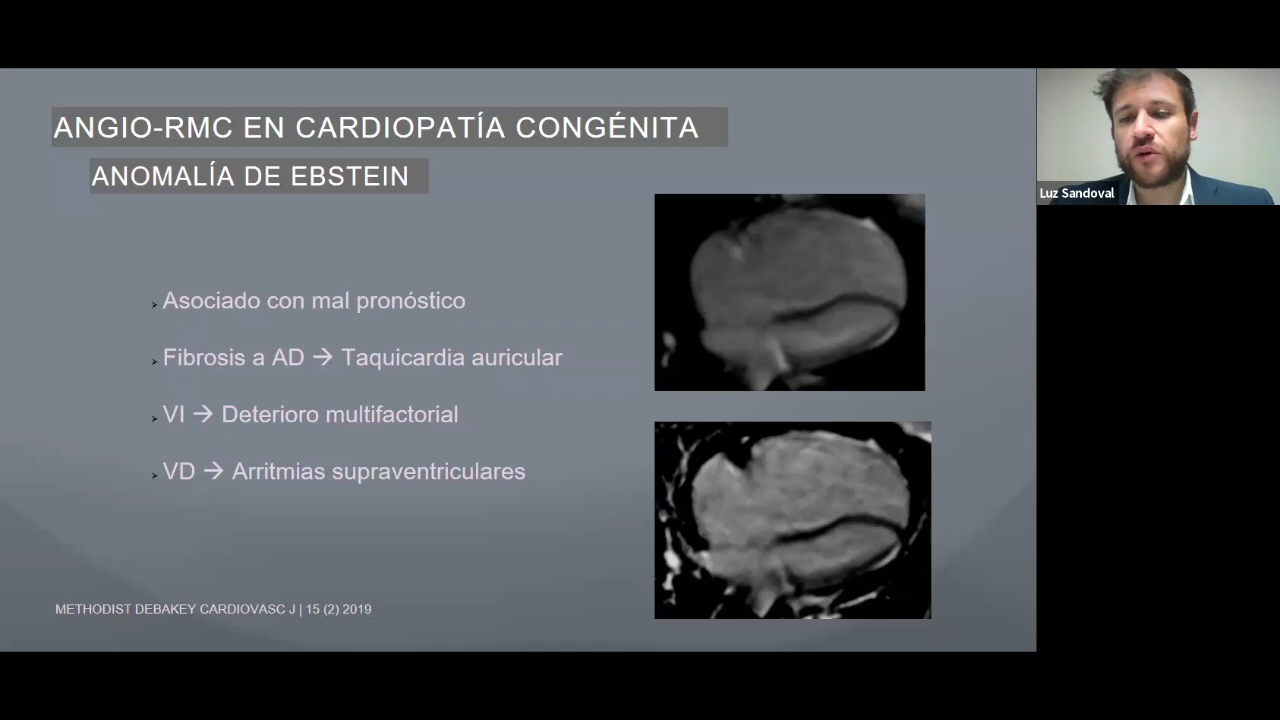 ANGIO-RMC EN CARDIOPATÍA CONGÉNITA
ANOMALÍA DE EBSTEIN
Asociado con mal pronóstico
Fibrosis a AD → Taquicardia auricular
VI → Deterioro multifactorial
VD → Arritmias supraventriculares
METHODIST DEBAKEY CARDIOVASC J | 15 (2) 2019
Luz Sandoval